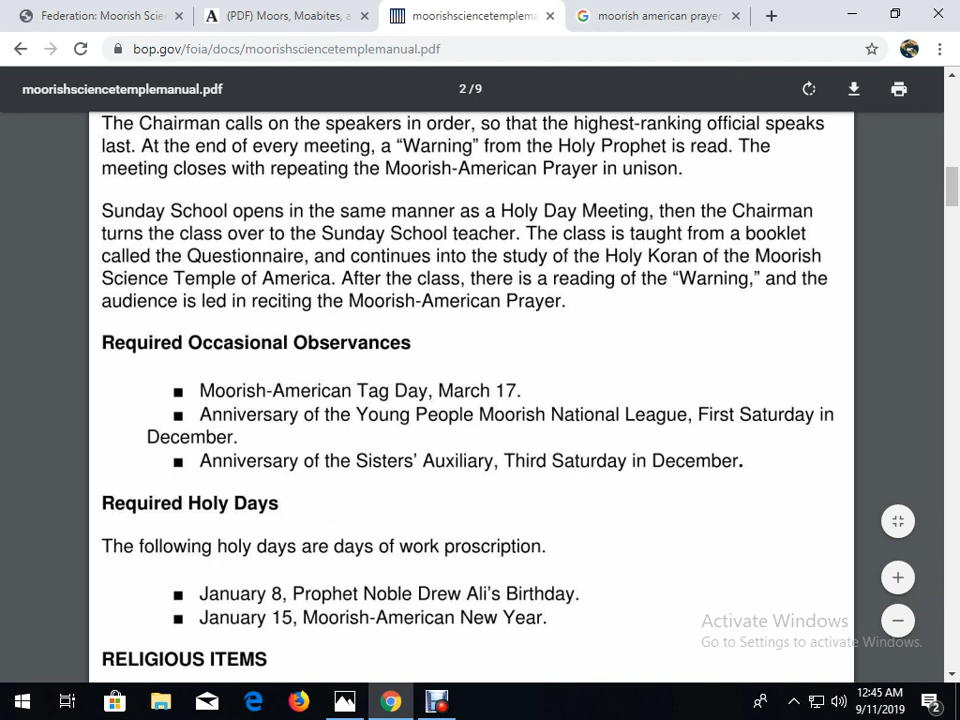 Federation: Moorish Scie
(PDF) Moors, Moabites, a
moorishsciencetemplema
moorish american prayer
bop.gov/foia/docs/moorishsciencetemplemanual.pdf
moorishsciencetemplemanual.pdf
2 / 9
The Chairman calls on the speakers in order, so that the highest-ranking official speaks
last. At the end of every meeting, a “Warning” from the Holy Prophet is read. The
meeting closes with repeating the Moorish-American Prayer in unison.
Sunday School opens in the same manner as a Holy Day Meeting, then the Chairman
turns the class over to the Sunday School teacher. The class is taught from a booklet
called the Questionnaire, and continues into the study of the Holy Koran of the Moorish
Science Temple of America. After the class, there is a reading of the “Warning,” and the
audience is led in reciting the Moorish-American Prayer.
Required Occasional Observances
■ Moorish-American Tag Day, March 17.
■ Anniversary of the Young People Moorish National League, First Saturday in
December.
■ Anniversary of the Sisters’ Auxiliary, Third Saturday in December.
Required Holy Days
The following holy days are days of work proscription.
■ January 8, Prophet Noble Drew Ali’s Birthday.
■ January 15, Moorish-American New Year.
Activate Windows
Go to Settings to activate Windows.
RELIGIOUS ITEMS
12:45 AM
9/11/2019
2